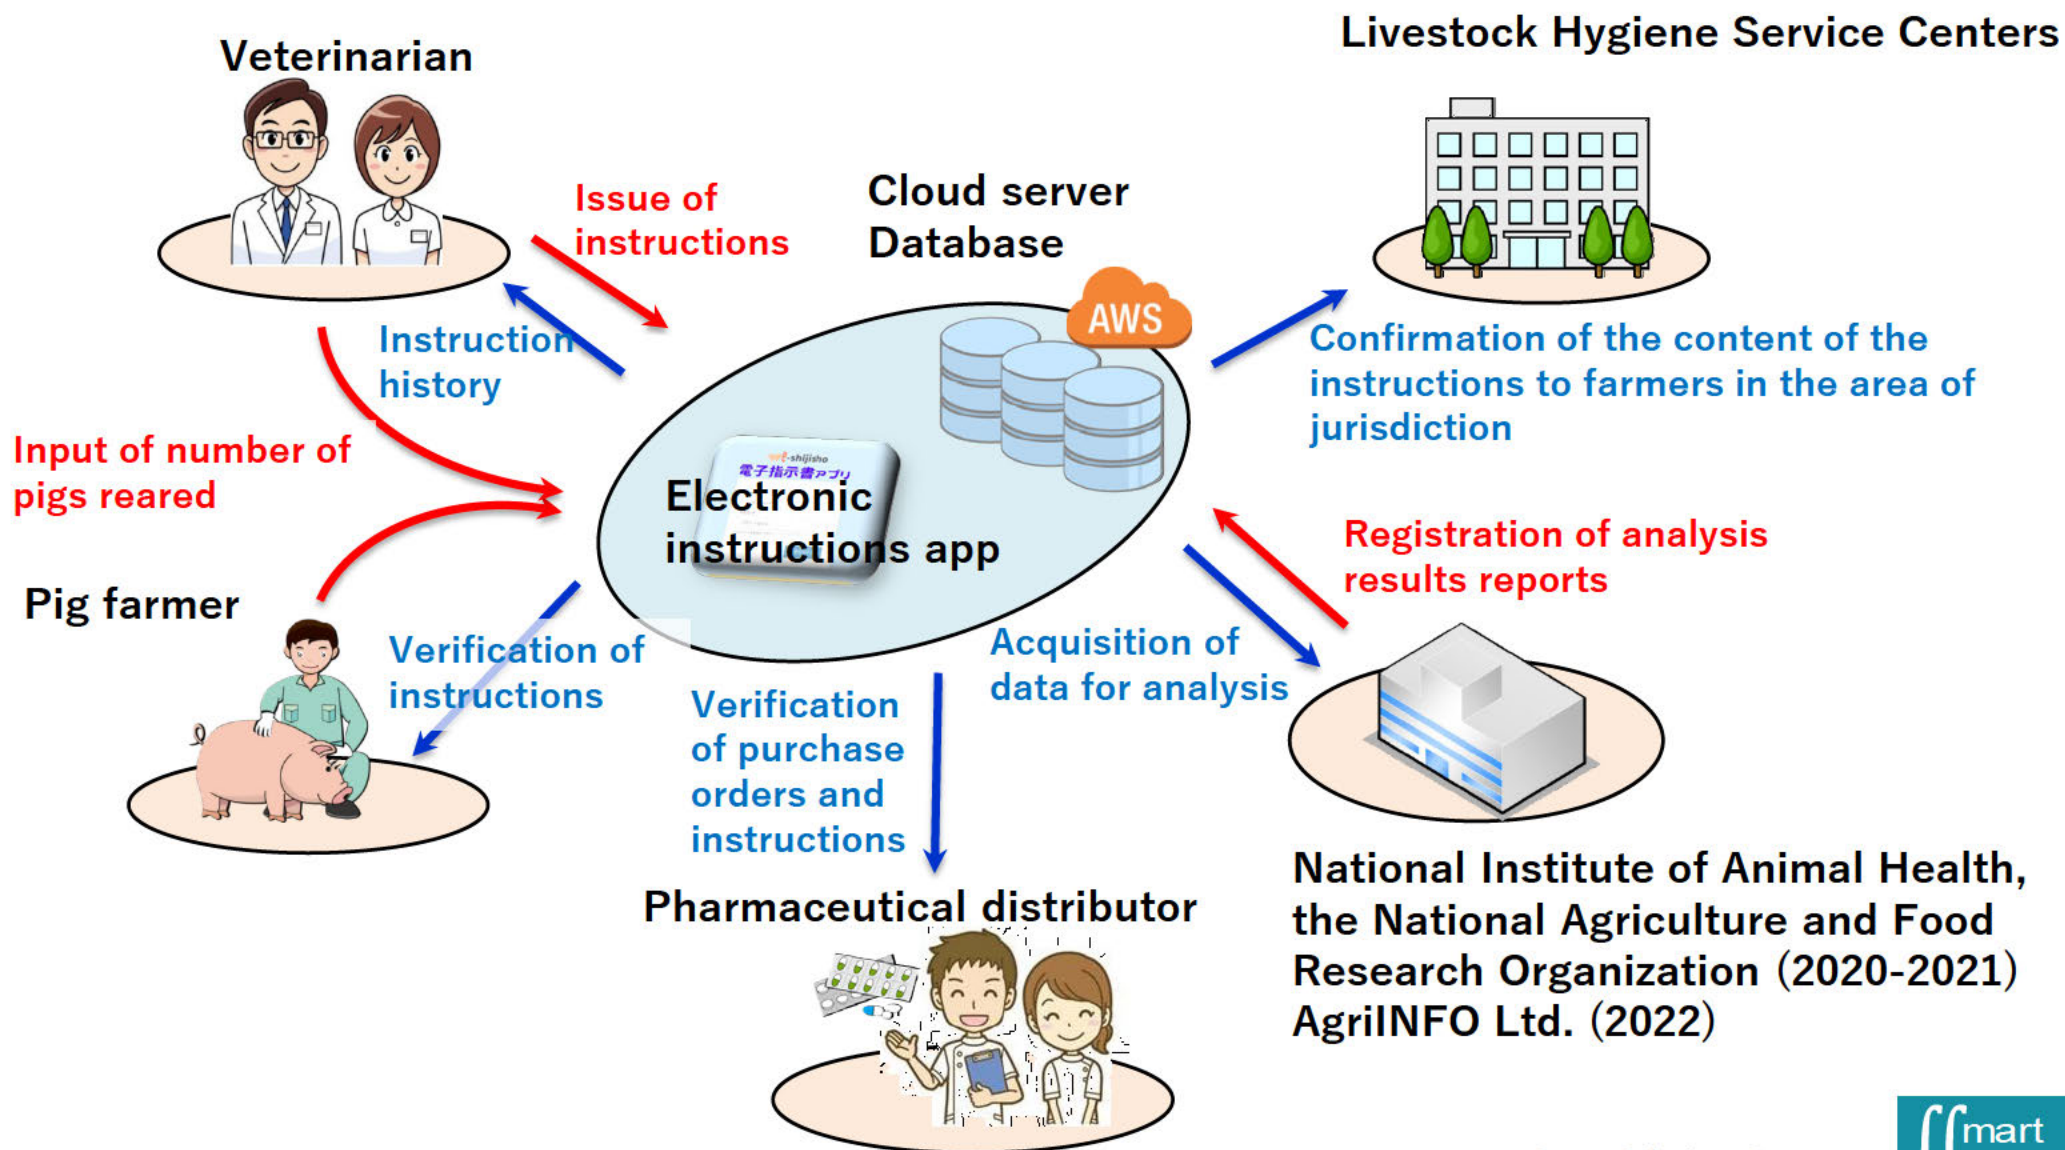 Veterinarian
Livestock Hygiene Service Centers
Issue of
instructions
Cloud server
Database
AWS
Instruction
history
Confirmation of the content of the
instructions to farmers in the area of
jurisdiction
Input of number of
pigs reared
-shijisho
電子指示書アプリ
Electronic
instructions app
Registration of analysis
results reports
Pig farmer
Verification of
instructions
Acquisition of
data for analysis
Verification
of purchase
orders and
instructions
Pharmaceutical distributor
National Institute of Animal Health,
the National Agriculture and Food
Research Organization (2020-2021)
AgriINFO Ltd. (2022)
mart